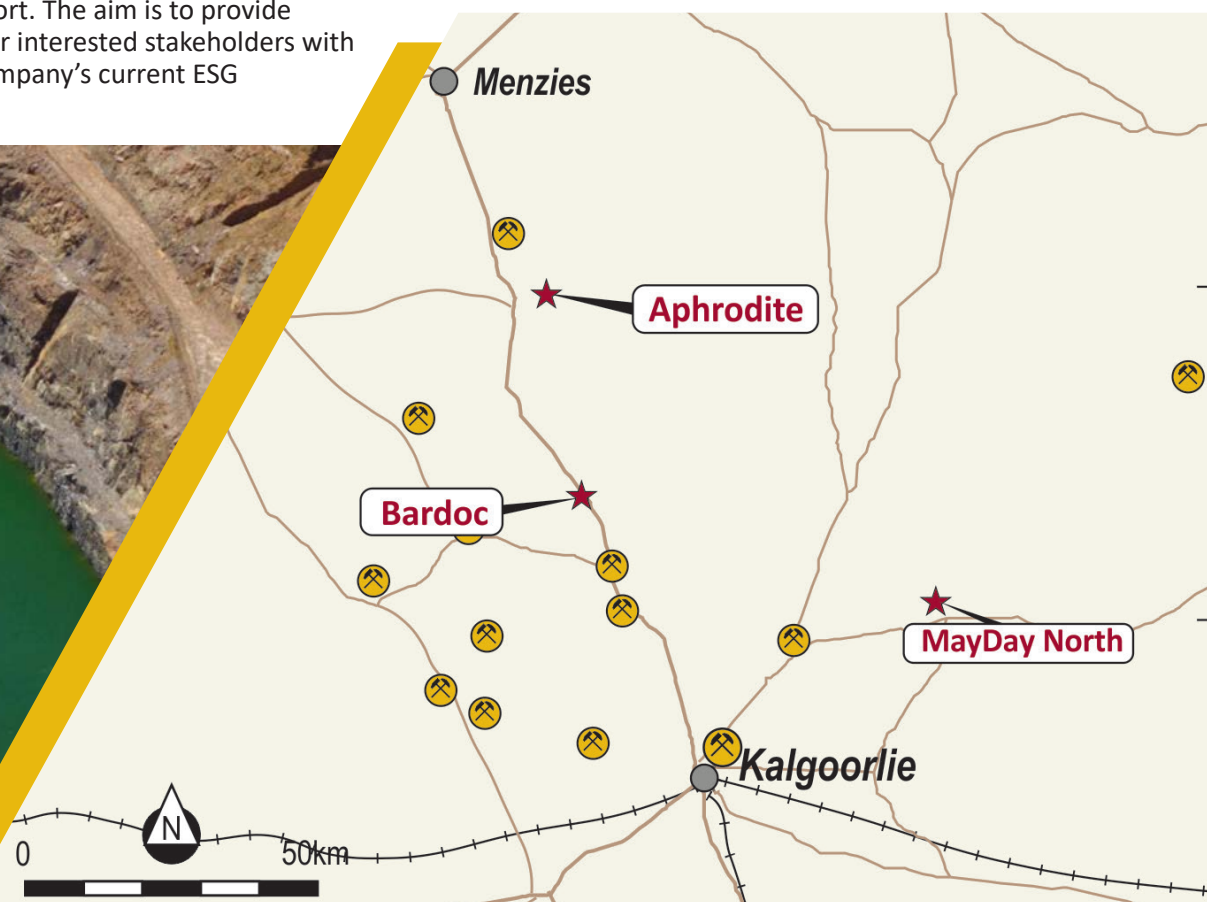 ort. The aim is to provide
r interested stakeholders with
mpany's current ESG
Menzies
Aphrodite
Bardoc
MayDay North
Kalgoorlie
N
0
50km